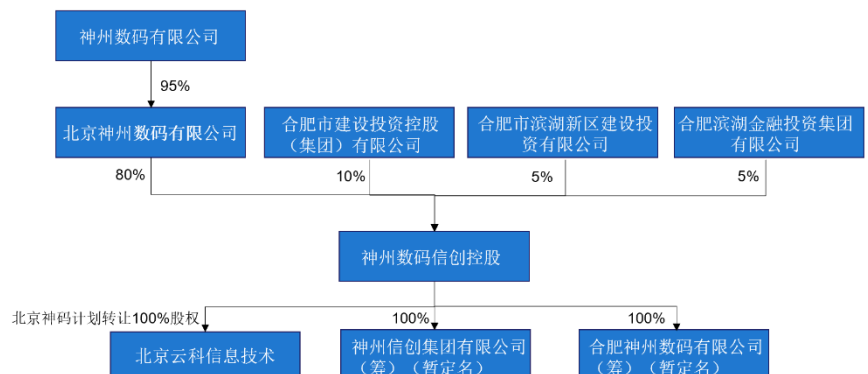 神州数码有限公司
95%
北京神州数码有限公司
合肥市建设投资控股
（集团）有限公司
合肥市滨湖新区建设投
资有限公司
合肥滨湖金融投资集团
有限公司
80%
10%
5%
5%
神州数码信创控股
北京神码计划转让100%股权
100%
100%
北京云科信息技术
神州信创集团有限公司
（筹）（暂定名）
合肥神州数码有限公司
（筹）（暂定名）